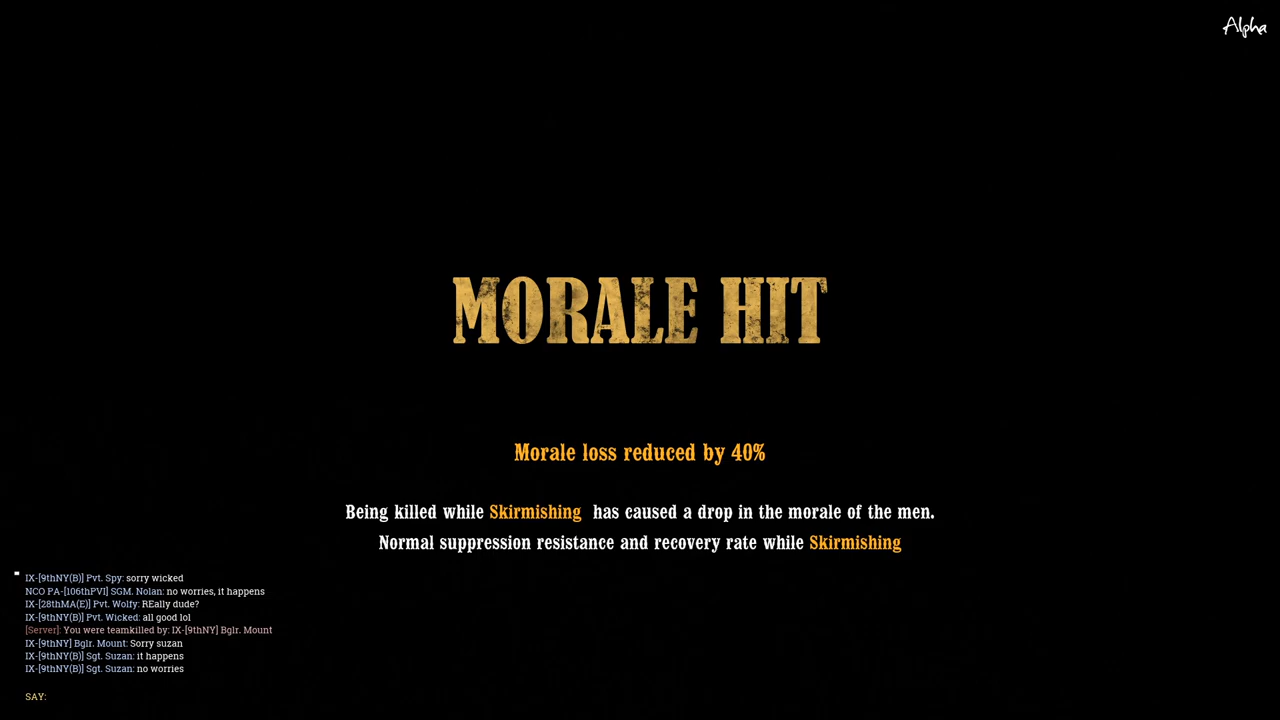 Alpha
MORALE HIT
Morale loss reduced by 40%
Being killed while Skirmishing has caused a drop in the morale of the men.
Normal suppression resistance and recovery rate while Skirmishing
IX-[9thNY(B)] Pvt. Spy: sorry wicked
NCO PA-[106thPVI] SGM. Nolan: no worries, it happens
IX-[28thMA(E)] Pvt. Wolfy: REally dude?
IX-[9thNY(B)] Pvt. Wicked: all good lol
[Server]: You were teamkilled by: IX-[9thNY] Bglr. Mount
IX-[9thNY] Bglr. Mount: Sorry suzan
IX-[9thNY(B)] Sgt. Suzan: it happens
IX-[9thNY(B)] Sgt. Suzan: no worries
SAY: